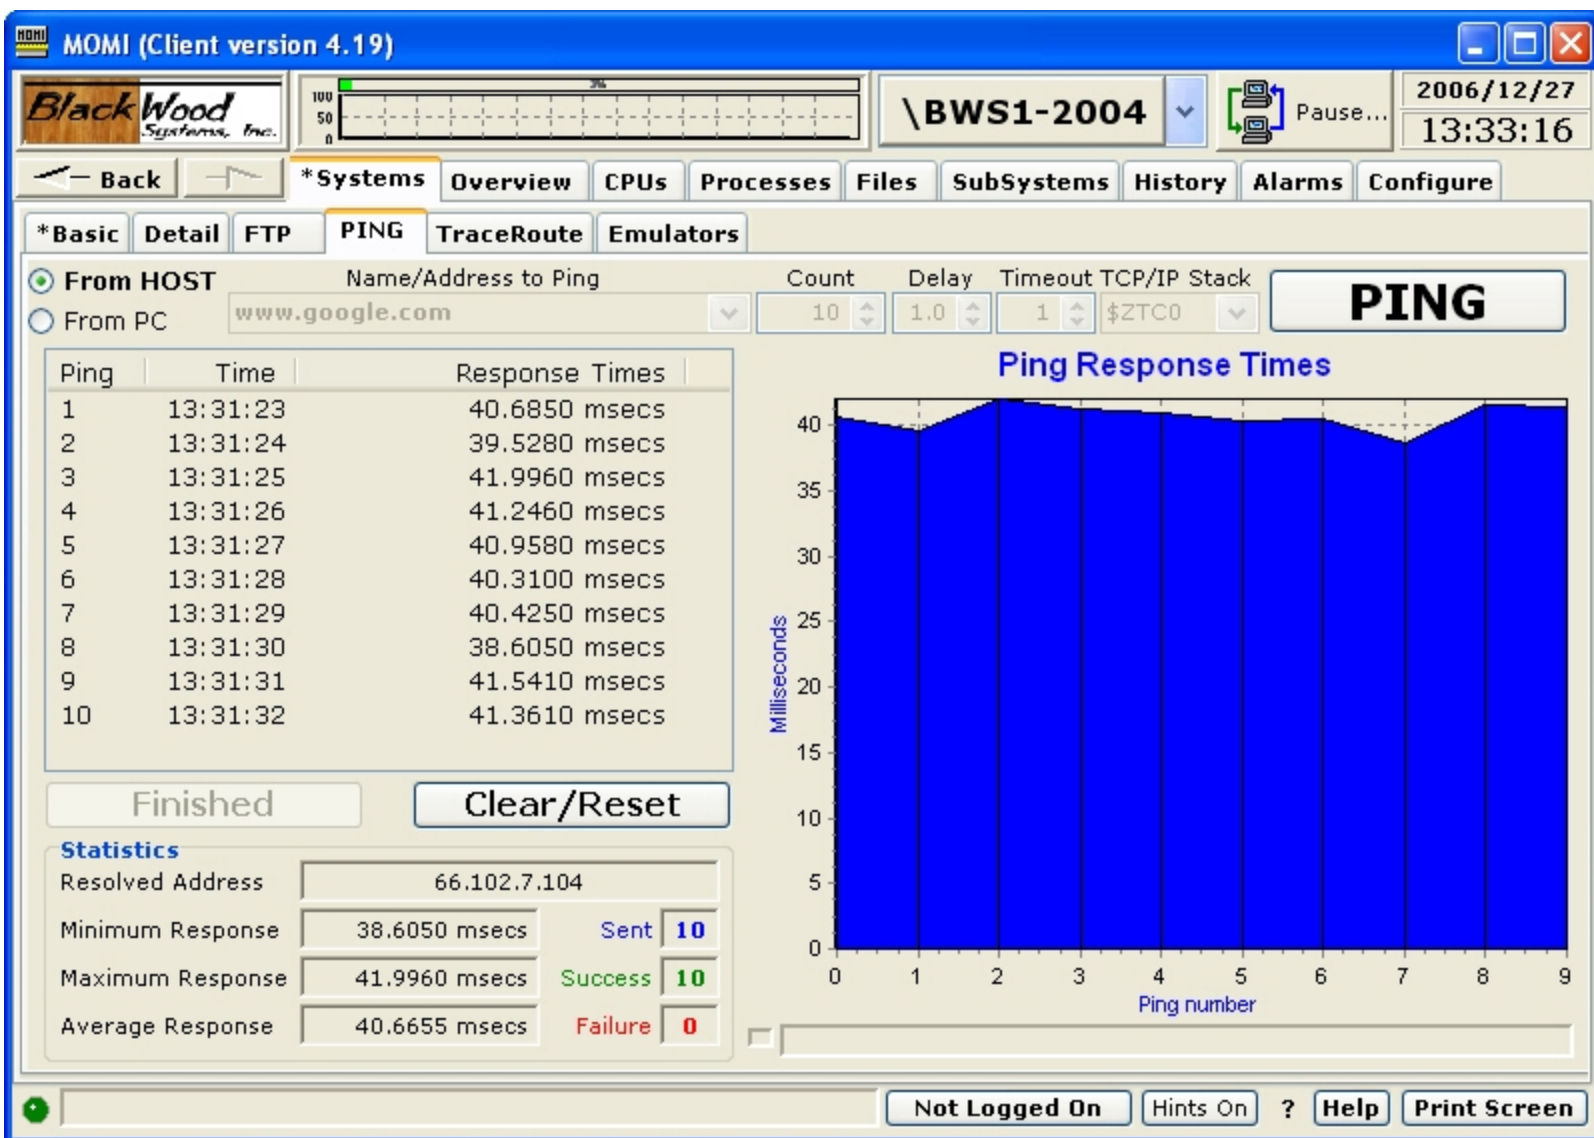 MOMI (Client version 4.19)
BlackWood Systems, Inc.
100
50
0
3%
\BWS1-2004
Pause...
2006/12/27
13:33:16
Back
*Systems Overview CPUs Processes Files SubSystems History Alarms Configure
*Basic Detail FTP PING TraceRoute Emulators
From HOST
From PC
Name/Address to Ping Count Delay Timeout TCP/IP Stack
www.google.com 10 1.0 1 $ZTC0
PING
Ping Time Response Times
1 13:31:23 40.6850 msecs
2 13:31:24 39.5280 msecs
3 13:31:25 41.9960 msecs
4 13:31:26 41.2460 msecs
5 13:31:27 40.9580 msecs
6 13:31:28 40.3100 msecs
7 13:31:29 40.4250 msecs
8 13:31:30 38.6050 msecs
9 13:31:31 41.5410 msecs
10 13:31:32 41.3610 msecs
Finished Clear/Reset
Statistics
Resolved Address 66.102.7.104
Minimum Response 38.6050 msecs Sent 10
Maximum Response 41.9960 msecs Success 10
Average Response 40.6655 msecs Failure 0
Ping Response Times
40
35
30
25
20
15
10
5
0
Milliseconds
0 1 2 3 4 5 6 7 8 9
Ping number
Not Logged On Hints On ? Help Print Screen